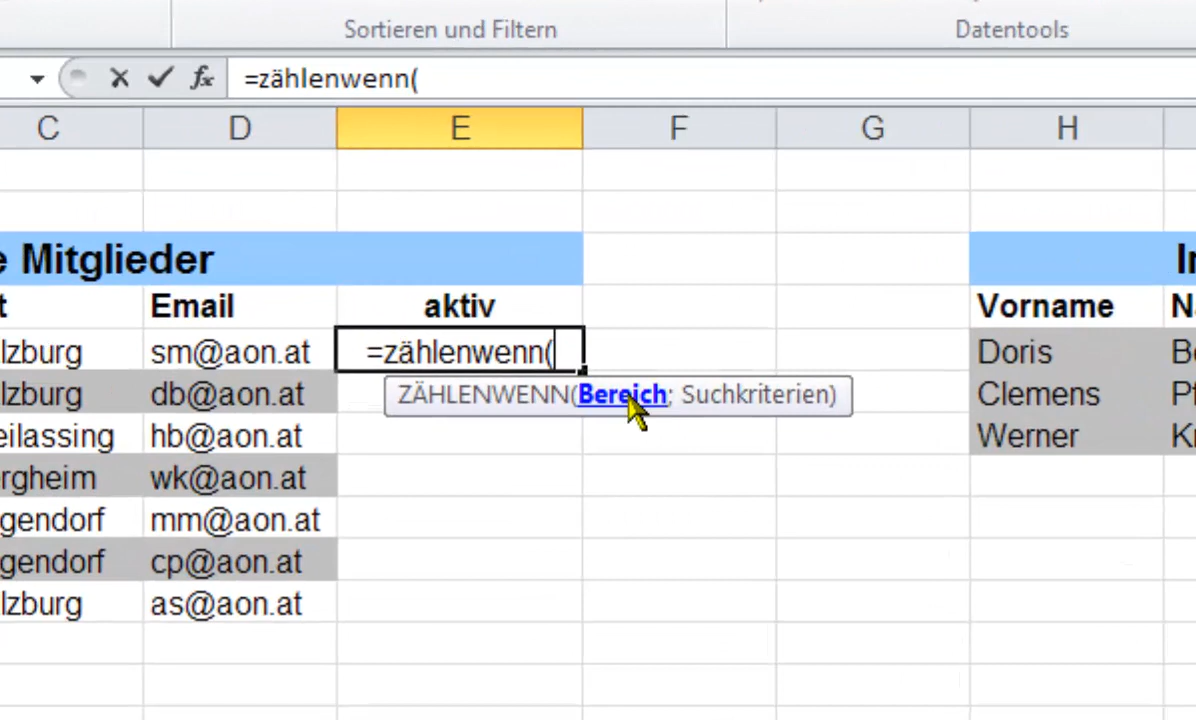 Sortieren und Filtern Datentools
=zählenwenn(
C D E F G H
e Mitglieder
t Email aktiv Vorname
lzburg sm@aon.at =zählenwenn( Doris
ZÄHLENWENN(Bereich; Suchkriterien)
lzburg db@aon.at Clemens
eilassing hb@aon.at Werner
rgheim wk@aon.at
gendorf mm@aon.at
gendorf cp@aon.at
lzburg as@aon.at